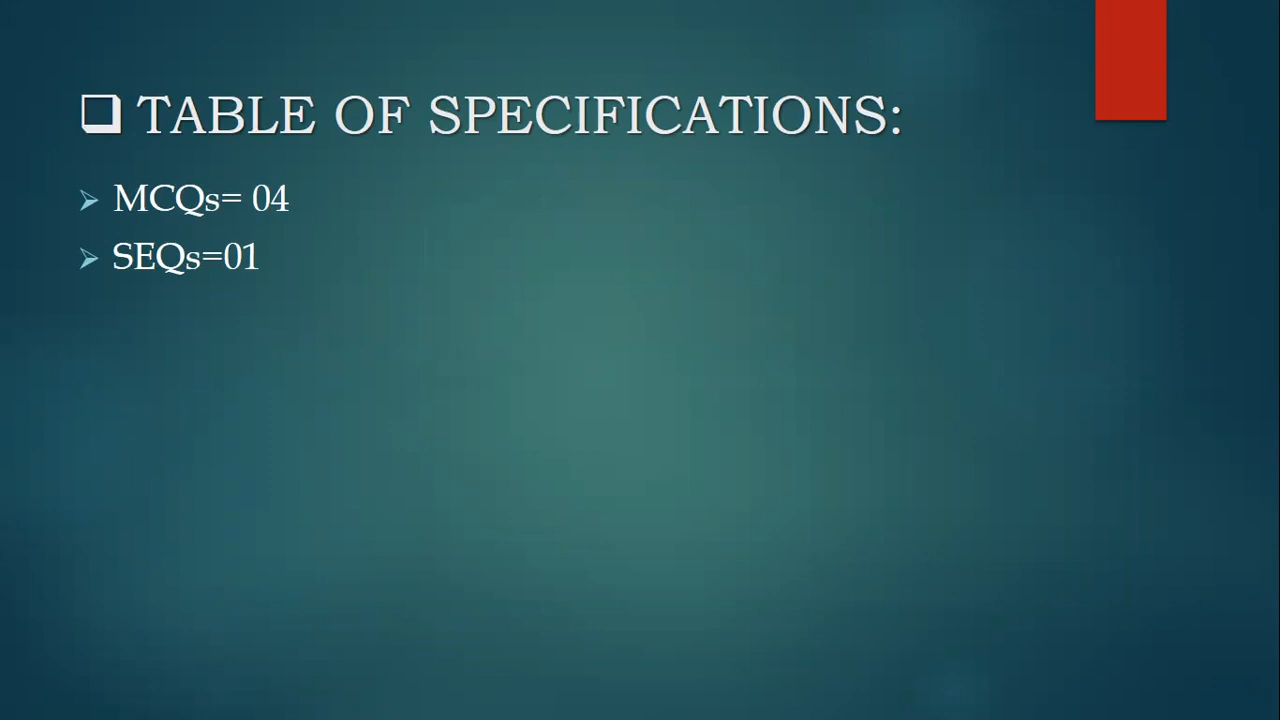 TABLE OF SPECIFICATIONS:
MCQs= 04
SEQs=01